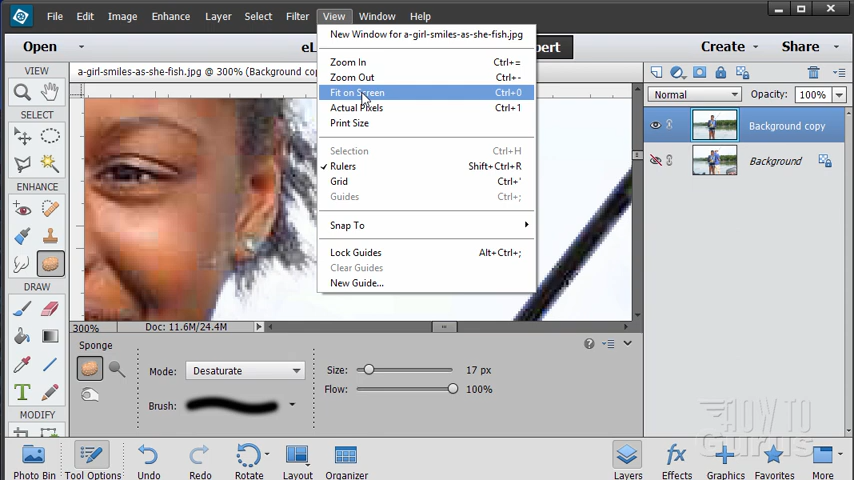 File Edit Image Enhance Layer Select Filter View Window Help
Open
eL
pert
Create
Share
New Window for a-girl-smiles-as-she-fish.jpg
Zoom In Ctrl+=
Zoom Out Ctrl+-
Fit on Screen Ctrl+0
Actual Pixels Ctrl+1
Print Size
Selection Ctrl+H
Rulers Shift+Ctrl+R
Grid Ctrl+'
Guides Ctrl+;
Snap To
Lock Guides Alt+Ctrl+;
Clear Guides
New Guide...
VIEW
SELECT
ENHANCE
DRAW
MODIFY
a-girl-smiles-as-she-fish.jpg @ 300% (Background cop
300% Doc: 11.6M/24.4M
Normal Opacity: 100%
Background copy
Background
Sponge
Mode: Desaturate
Brush:
Size: 17 px
Flow: 100%
HOW TO
Gurus
Photo Bin Tool Options Undo Redo Rotate Layout Organizer Layers Effects Graphics Favorites More